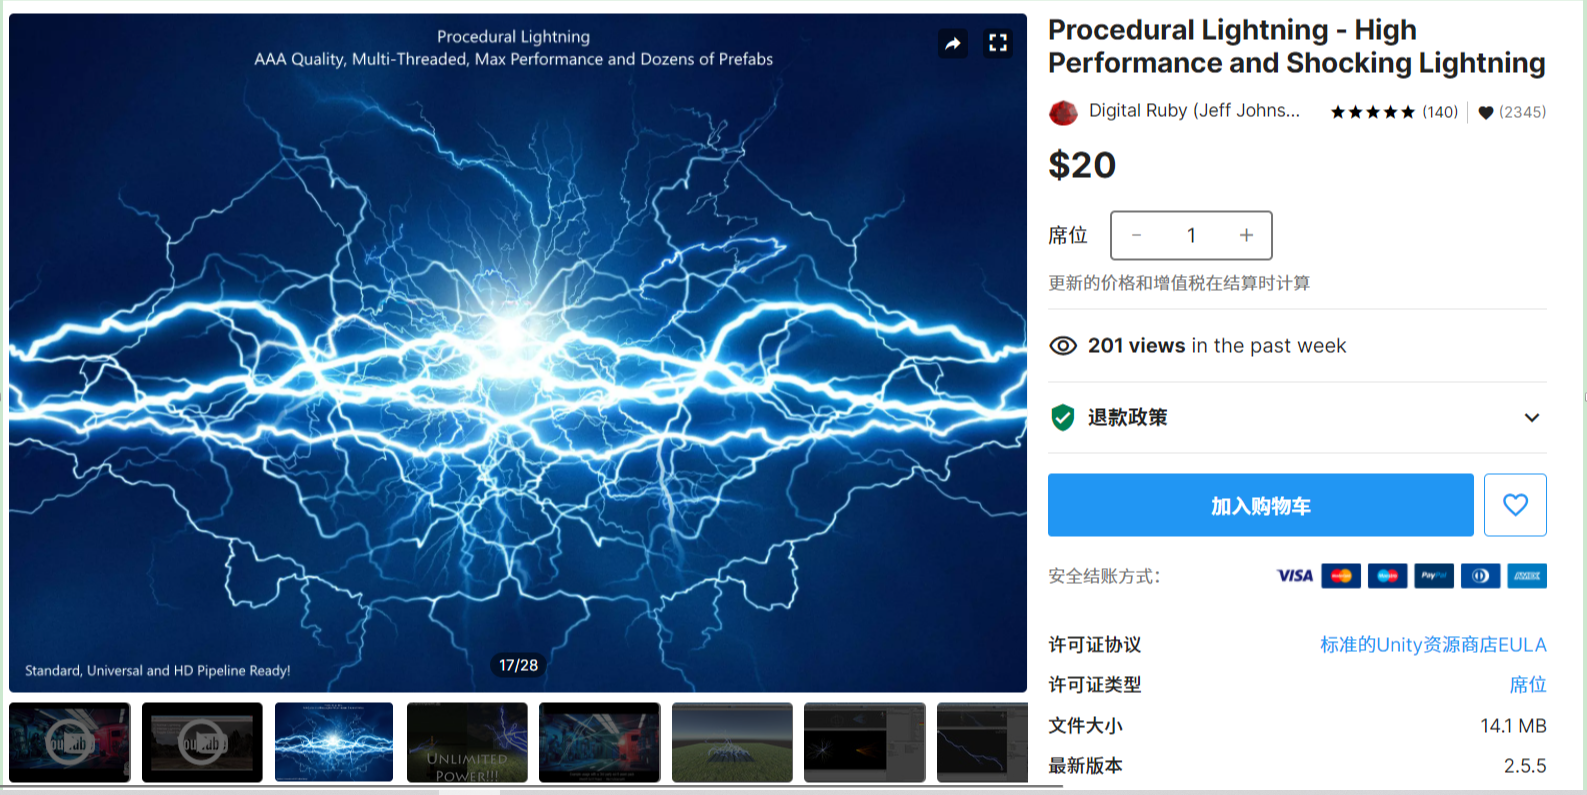 Procedural Lightning
AAA Quality, Multi-Threaded, Max Performance and Dozens of Prefabs
Standard, Universal and HD Pipeline Ready!
17/28
UNLIMITED
POWER!!!
Procedural Lightning - High
Performance and Shocking Lightning
Digital Ruby (Jeff Johns...
(140)
(2345)
$20
席位
1
更新的价格和增值税在结算时计算
201 views in the past week
退款政策
加入购物车
安全结账方式:
VISA
PayPal
AMEX
许可证协议
标准的Unity资源商店EULA
许可证类型
席位
文件大小
14.1 MB
最新版本
2.5.5